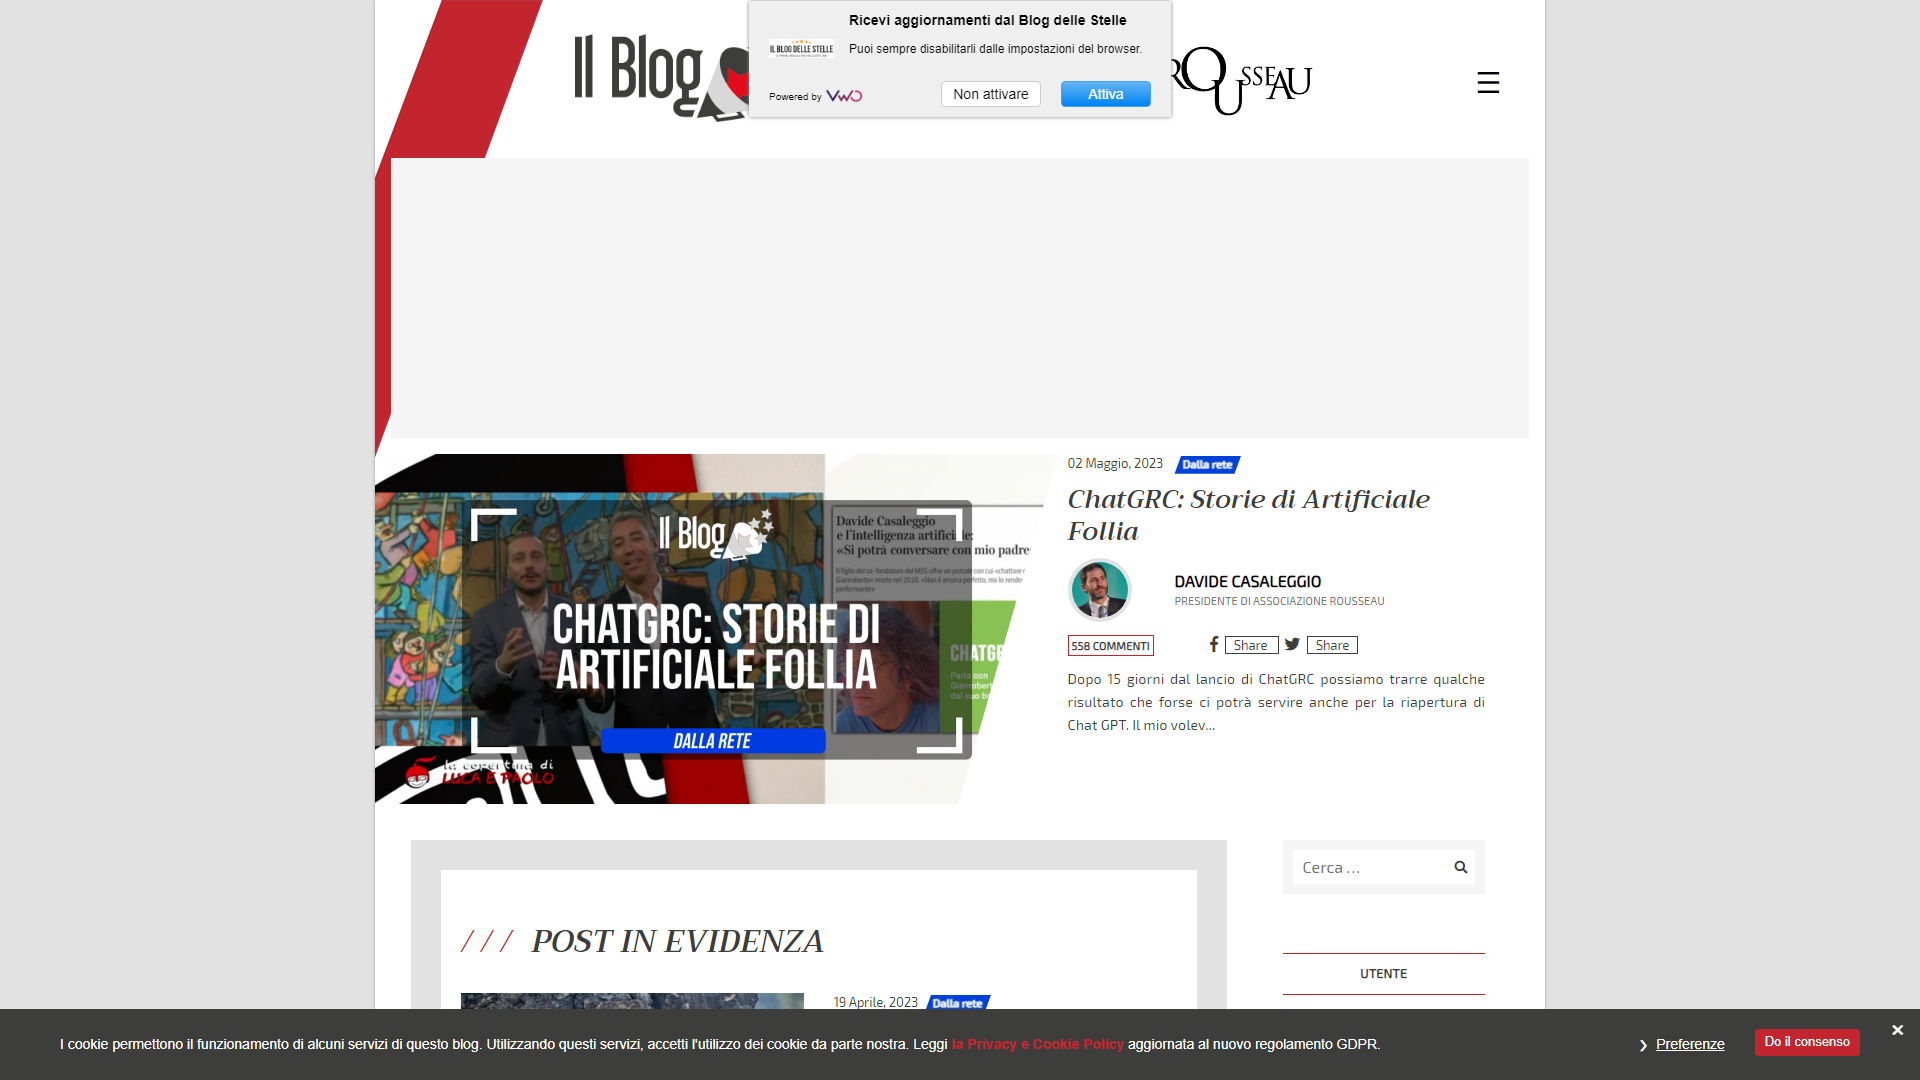 Ricevi aggiornamenti dal Blog delle Stelle
IL BLOG DELLE STELLE
Puoi sempre disabilitarli dalle impostazioni del browser.
Powered by VWO
Non attivare
Attiva
Il Blog
ROUSSEAU
02 Maggio, 2023
Dalla rete
ChatGRC: Storie di Artificiale
Follia
DAVIDE CASALEGGIO
PRESIDENTE DI ASSOCIAZIONE ROUSSEAU
558 COMMENTI
Share
Share
Dopo 15 giorni dal lancio di ChatGRC possiamo trarre qualche
risultato che forse ci potrà servire anche per la riapertura di
Chat GPT. Il mio volev...
Il Blog
Davide Casaleggio
e l'intelligenza artificiale:
«Si potrà conversare con mio padre
CHATGRC: STORIE DI
ARTIFICIALE FOLLIA
DALLA RETE
CHATGR
Parla con
Gianroberto
dal suo b
la copertina di
LUCA E PAOLO
Cerca …
/ / / POST IN EVIDENZA
UTENTE
19 Aprile, 2023
Dalla rete
I cookie permettono il funzionamento di alcuni servizi di questo blog. Utilizzando questi servizi, accetti l'utilizzo dei cookie da parte nostra. Leggi la Privacy e Cookie Policy aggiornata al nuovo regolamento GDPR.
❯ Preferenze
Do il consenso
×